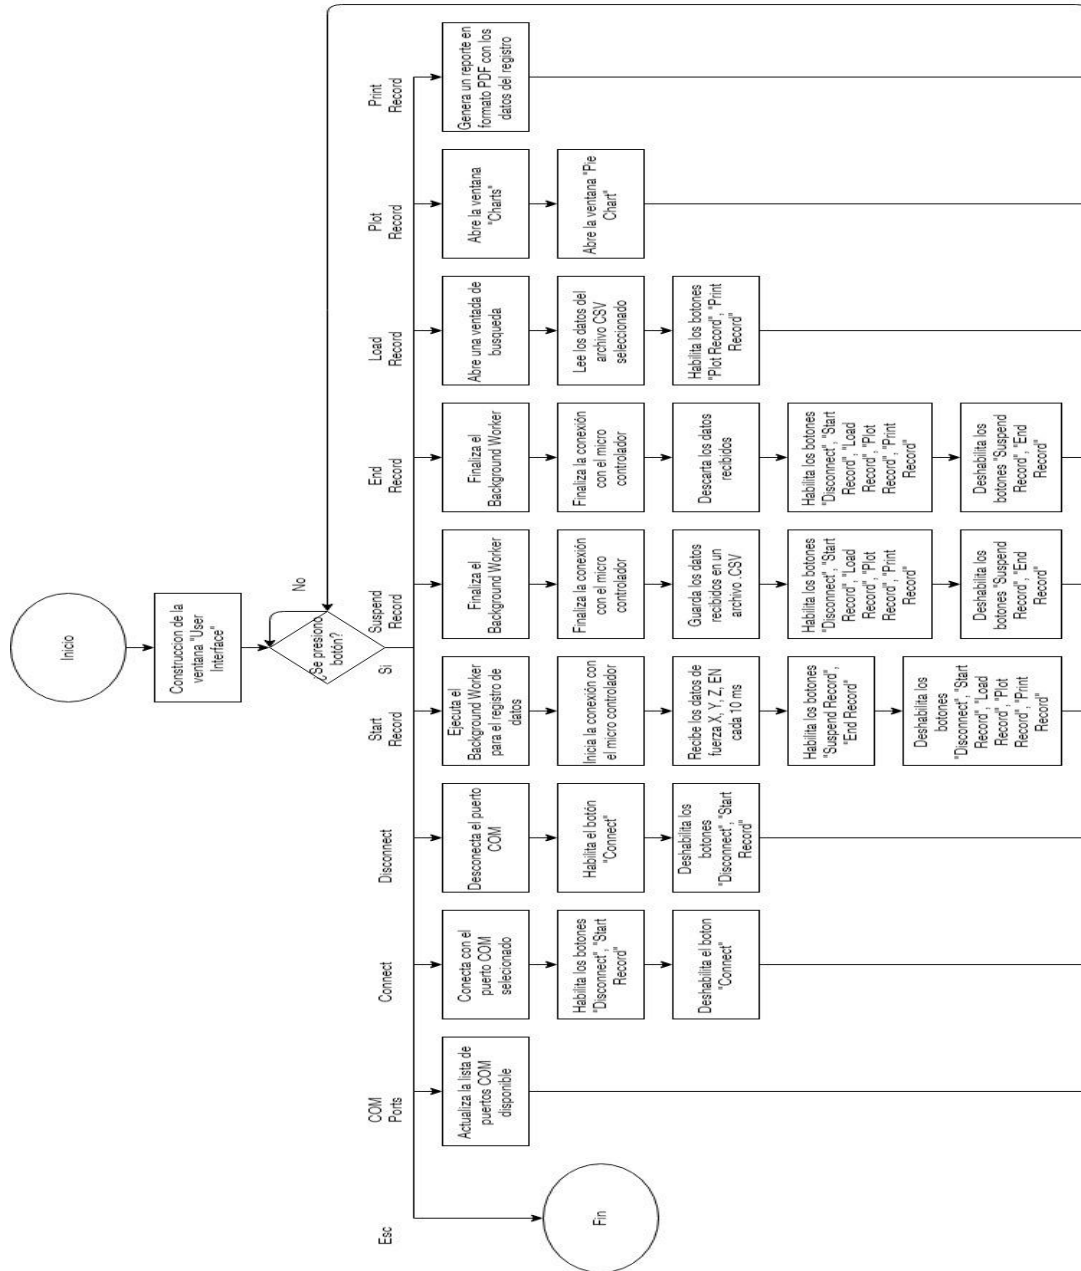 Inicio
Construccion de la
ventana "User
Interface"
¿Se presiono
botón?
No
Si
Esc
Fin
COM
Ports
Actualiza la lista de
puertos COM
disponible
Connect
Conecta con el
puerto COM
selecionado
Habilita los botones
"Disconnect", "Start
Record"
Deshabilita el boton
"Connect"
Disconnect
Desconecta el puerto
COM
Habilita el botón
"Connect"
Deshabilita los
botones
"Disconnect", "Start
Record"
Start
Record
Ejecuta el
Background Worker
para el registro de
datos
Inicia la conexión con
el micro controlador
Recibe los datos de
fuerza X, Y, Z, EN
cada 10 ms
Habilita los botones
"Suspend Record",
"End Record"
Deshabilita los
botones
"Disconnect", "Start
Record", "Load
Record", "Plot
Record", "Print
Record"
Suspend
Record
Fnaliza el
Background Worker
Finaliza la conexión
con el micro
controlador
Guarda los datos
recibidos en un
archivo .CSV
Habilita los botones
"Disconnect", "Start
Record", "Load
Record", "Plot
Record", "Print
Record"
Deshabilita los
botones "Suspend
Record", "End
Record"
End
Record
Finaliza el
Background Worker
Finaliza la conexión
con el micro
controlador
Descarta los datos
recibidos
Habilita los botones
"Disconnect", "Start
Record", "Load
Record", "Plot
Record", "Print
Record"
Deshabilita los
botones "Suspend
Record", "End
Record"
Load
Record
Abre una ventada de
busqueda
Lee los datos del
archivo CSV
seleccionado
Habilita los botones
"Plot Record", "Print
Record"
Plot
Record
Abre la ventana
"Charts"
Abre la ventana "Pie
Chart"
Print
Record
Genera un reporte en
formato PDF con los
datos del registro